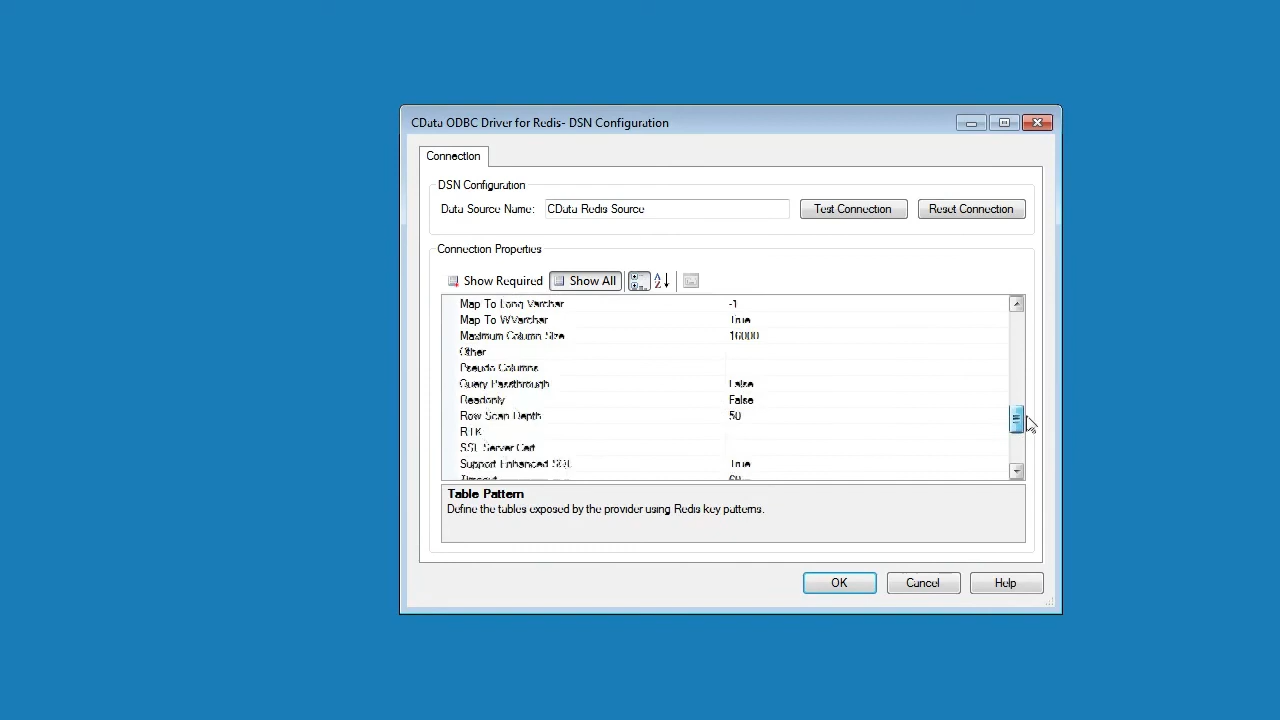 CData ODBC Driver for Redis- DSN Configuration
Connection
DSN Configuration
Data Source Name: CData Redis Source Test Connection Reset Connection
Connection Properties
Show Required Show All
Map To Long Varchar -1
Map To WVarchar True
Maximum Column Size 16000
Other
Pseudo Columns
Query Passthrough False
Readonly False
Row Scan Depth 50
RTK
SSL Server Cert
Support Enhanced SQL True
Timeout 60
Table Pattern
Define the tables exposed by the provider using Redis key patterns.
OK Cancel Help